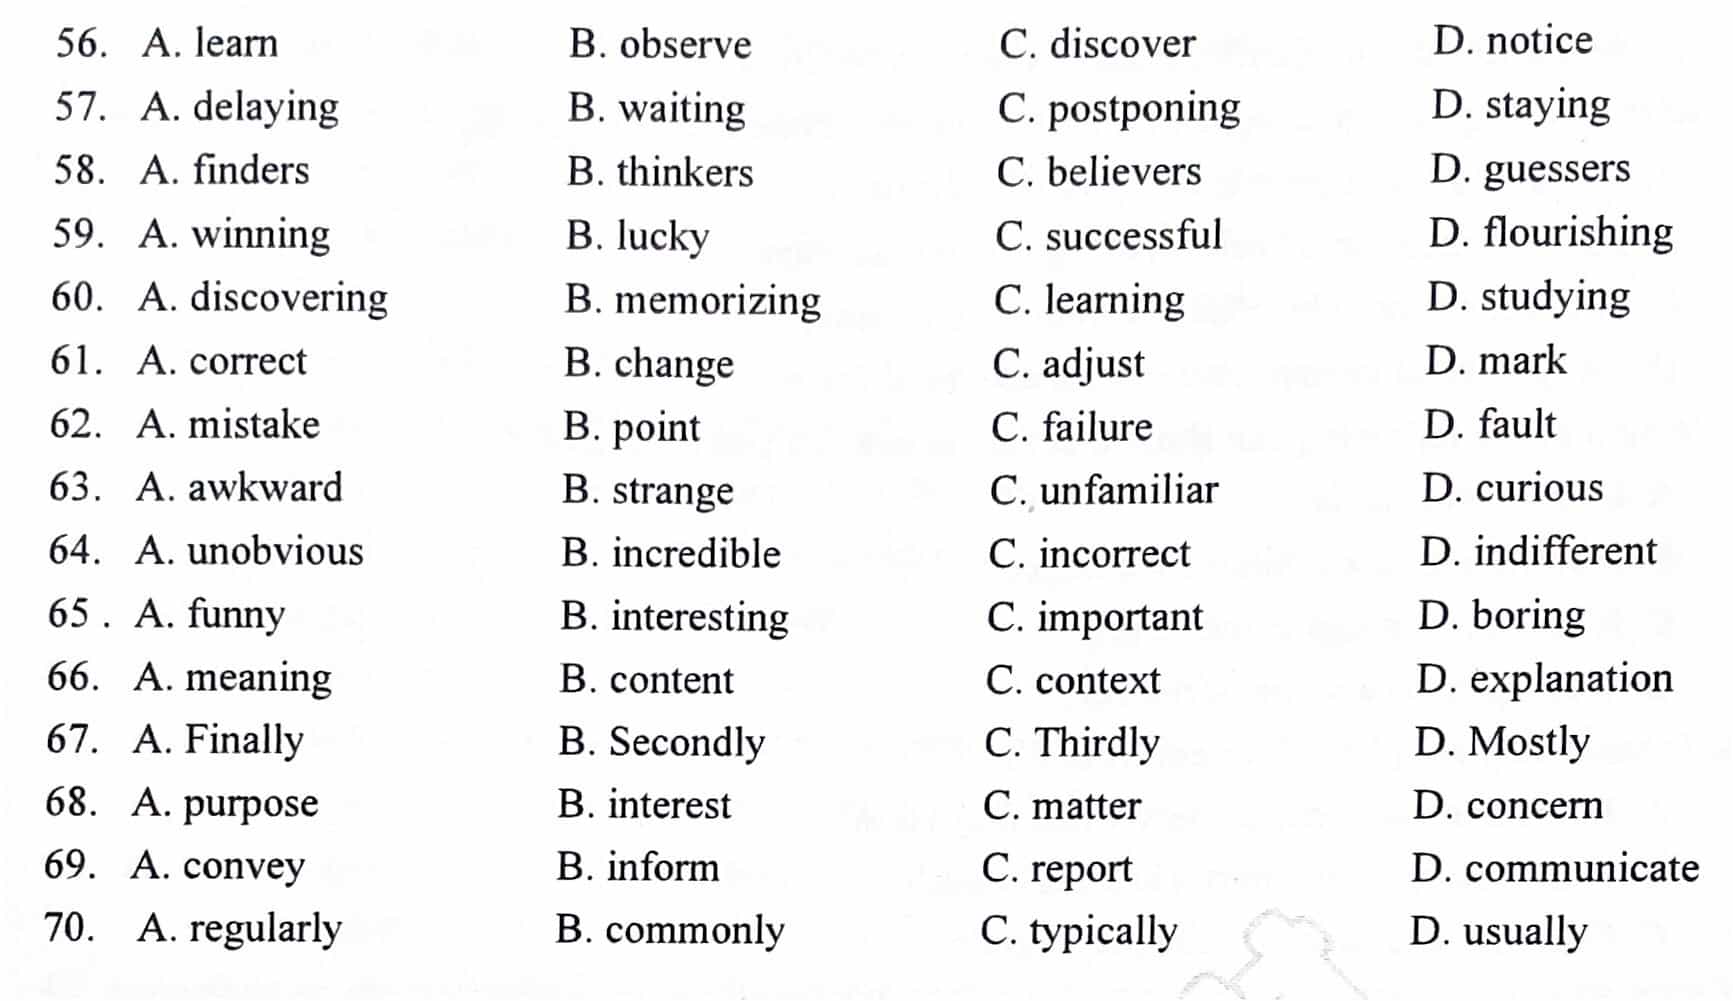 56. A. learn B. observe C. discover D. notice
57. A. delaying B. waiting C. postponing D. staying
58. A. finders B. thinkers C. believers D. guessers
59. A. winning B. lucky C. successful D. flourishing
60. A. discovering B. memorizing C. learning D. studying
61. A. correct B. change C. adjust D. mark
62. A. mistake B. point C. failure D. fault
63. A. awkward B. strange C. unfamiliar D. curious
64. A. unobvious B. incredible C. incorrect D. indifferent
65 . A. funny B. interesting C. important D. boring
66. A. meaning B. content C. context D. explanation
67. A. Finally B. Secondly C. Thirdly D. Mostly
68. A. purpose B. interest C. matter D. concern
69. A. convey B. inform C. report D. communicate
70. A. regularly B. commonly C. typically D. usually